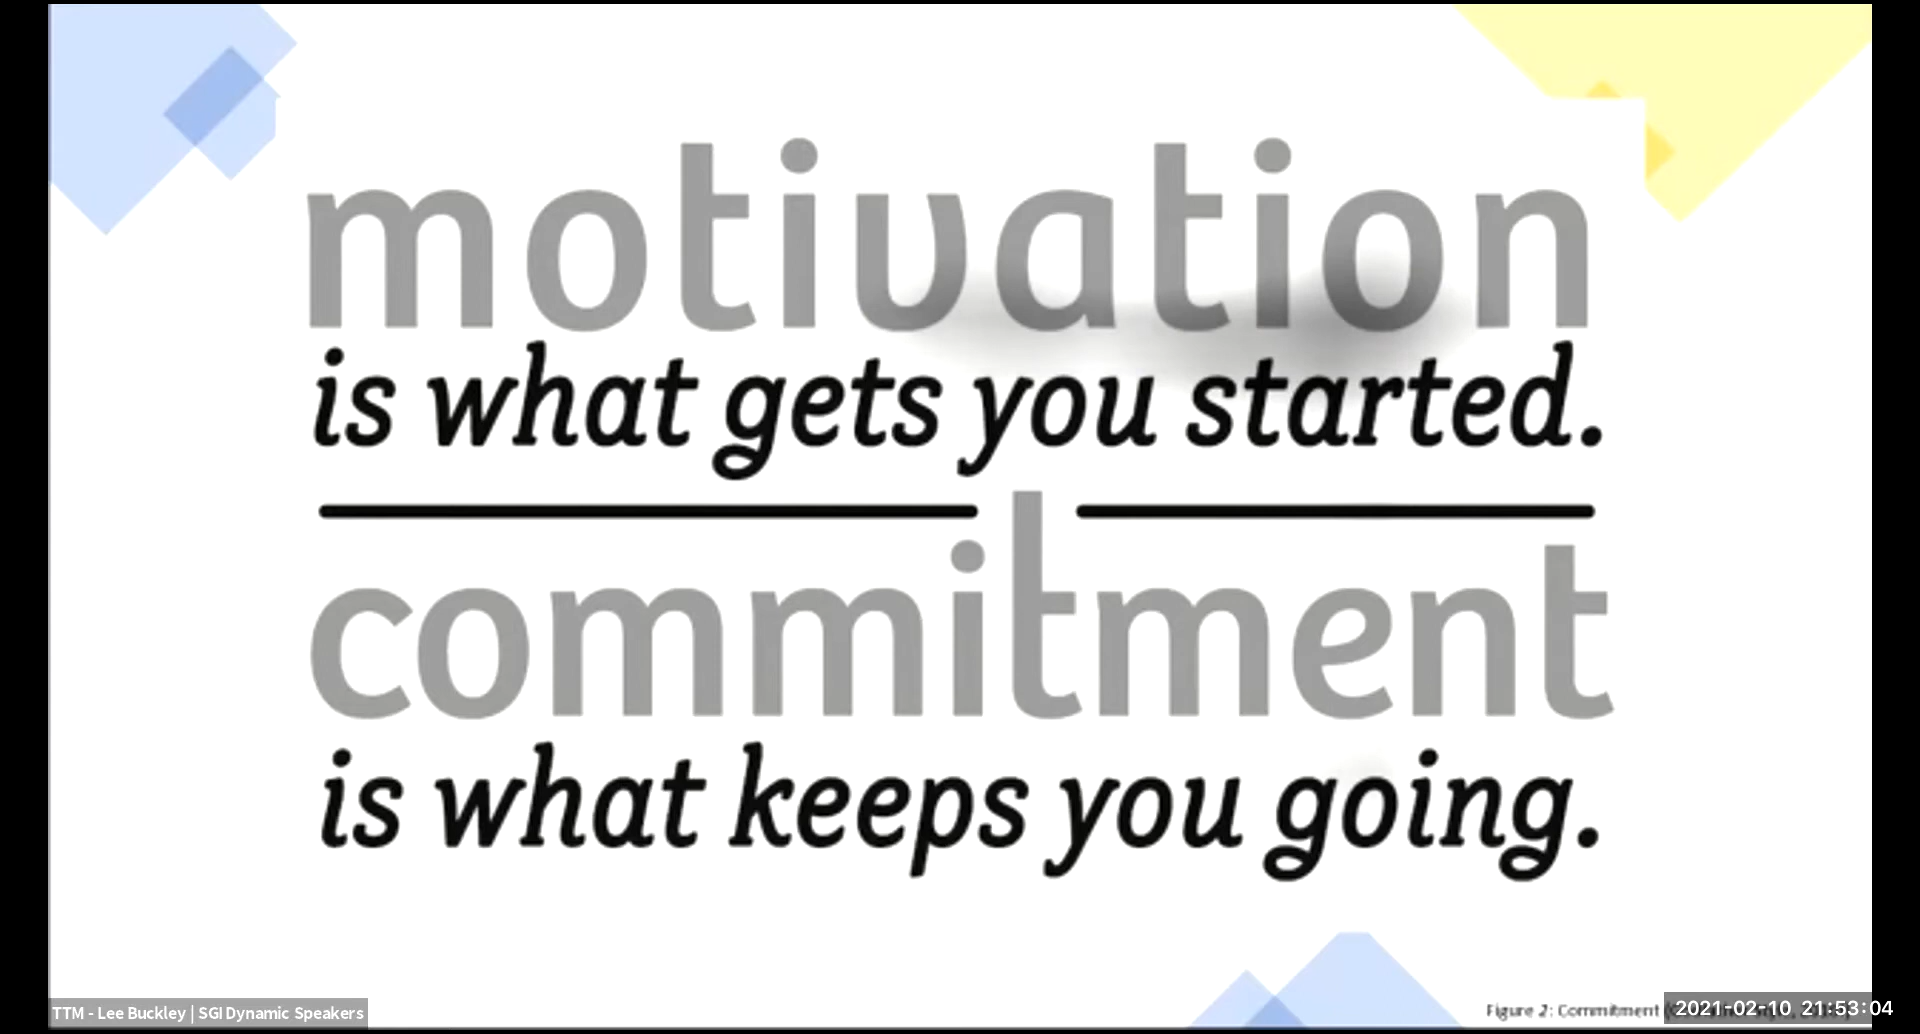 motivation
is what gets you started.
commitment
is what keeps you going.
TTM - Lee Buckley | SGI Dynamic Speakers
Figure 2: Commitment
2021-02-10 21:53:04